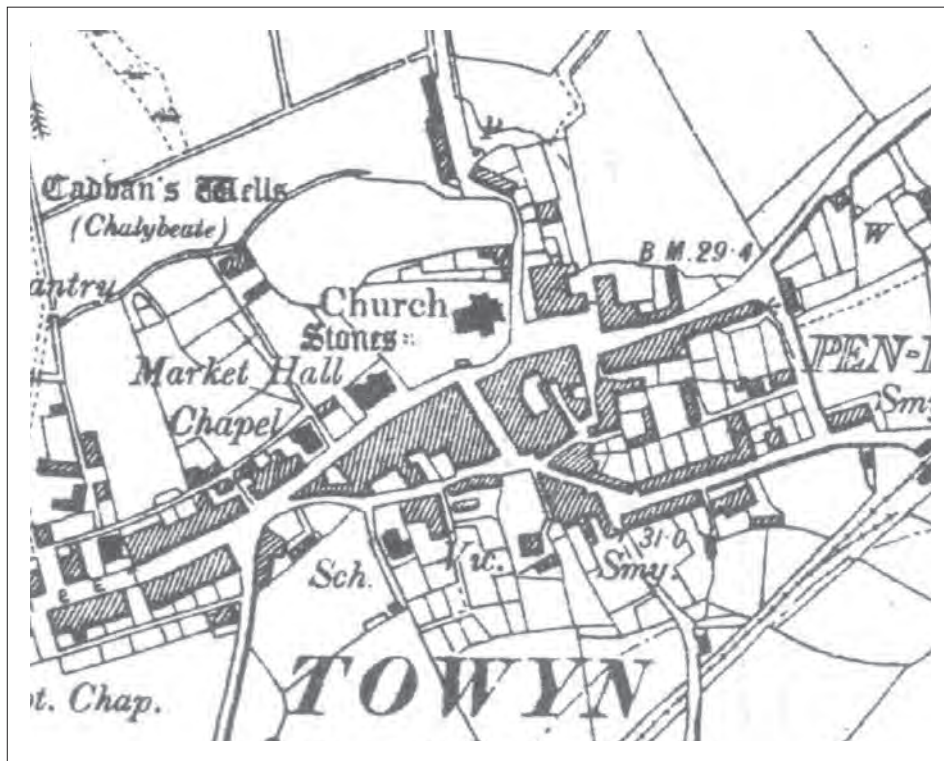 P
Cadvan's Wells
(Chalybeate)
B.M. 29·4
W
antry
Church
Stones
Market Hall
PEN-
Chapel
Smy
Sch.
Vic.
31·0
Smy.
TOWYN
t. Chap.